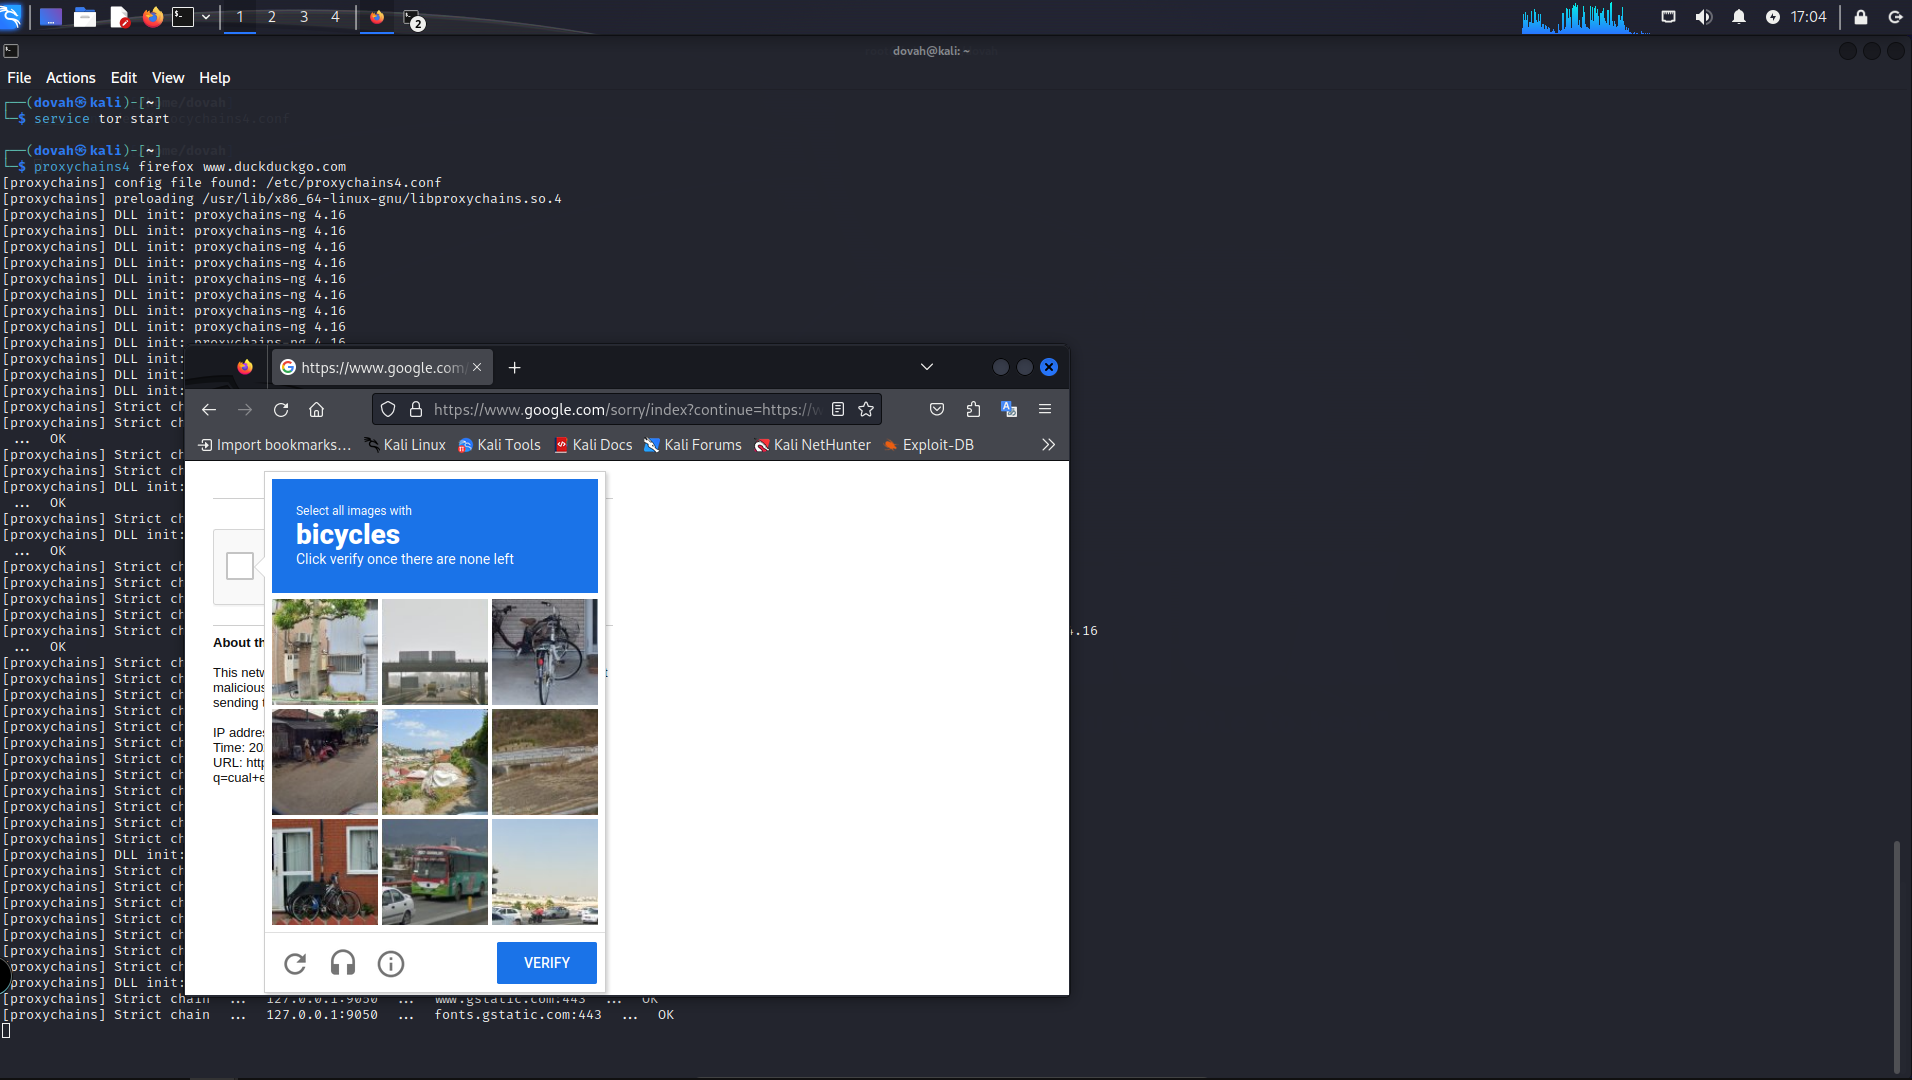 1 2 3 4
2
17:04
dovah@kali: ~
File Actions Edit View Help
┌──(dovah㉿kali)-[~]
└─$ service tor start
┌──(dovah㉿kali)-[~]
└─$ proxychains4 firefox www.duckduckgo.com
[proxychains] config file found: /etc/proxychains4.conf
[proxychains] preloading /usr/lib/x86_64-linux-gnu/libproxychains.so.4
[proxychains] DLL init: proxychains-ng 4.16
[proxychains] DLL init: proxychains-ng 4.16
[proxychains] DLL init: proxychains-ng 4.16
[proxychains] DLL init: proxychains-ng 4.16
[proxychains] DLL init: proxychains-ng 4.16
[proxychains] DLL init: proxychains-ng 4.16
[proxychains] DLL init: proxychains-ng 4.16
[proxychains] DLL init: proxychains-ng 4.16
[proxychains] DLL init: proxychains-ng 4.16
[proxychains] DLL init:
[proxychains] DLL init:
[proxychains] DLL init:
[proxychains] Strict ch
[proxychains] Strict ch
... OK
[proxychains] Strict ch
[proxychains] Strict ch
[proxychains] DLL init:
... OK
[proxychains] Strict ch
[proxychains] DLL init:
... OK
[proxychains] Strict ch
[proxychains] Strict ch
[proxychains] Strict ch
[proxychains] Strict ch
[proxychains] Strict ch
4.16
... OK
[proxychains] Strict ch
[proxychains] Strict ch
[proxychains] Strict ch
[proxychains] Strict ch
[proxychains] Strict ch
[proxychains] Strict ch
[proxychains] Strict ch
[proxychains] Strict ch
[proxychains] Strict ch
[proxychains] Strict ch
[proxychains] Strict ch
[proxychains] Strict ch
[proxychains] DLL init:
[proxychains] Strict ch
[proxychains] Strict ch
[proxychains] Strict ch
[proxychains] Strict ch
[proxychains] Strict ch
[proxychains] Strict ch
[proxychains] Strict ch
[proxychains] DLL init:
[proxychains] Strict chain ... 127.0.0.1:9050 ... www.gstatic.com:443 ... OK
[proxychains] Strict chain ... 127.0.0.1:9050 ... fonts.gstatic.com:443 ... OK
https://www.google.com/
https://www.google.com/sorry/index?continue=https://w
Import bookmarks... Kali Linux Kali Tools Kali Docs Kali Forums Kali NetHunter Exploit-DB
Select all images with
bicycles
Click verify once there are none left
About th
This netw
malicious
sending
IP addres
Time: 20
URL: http
q=cual+e
VERIFY